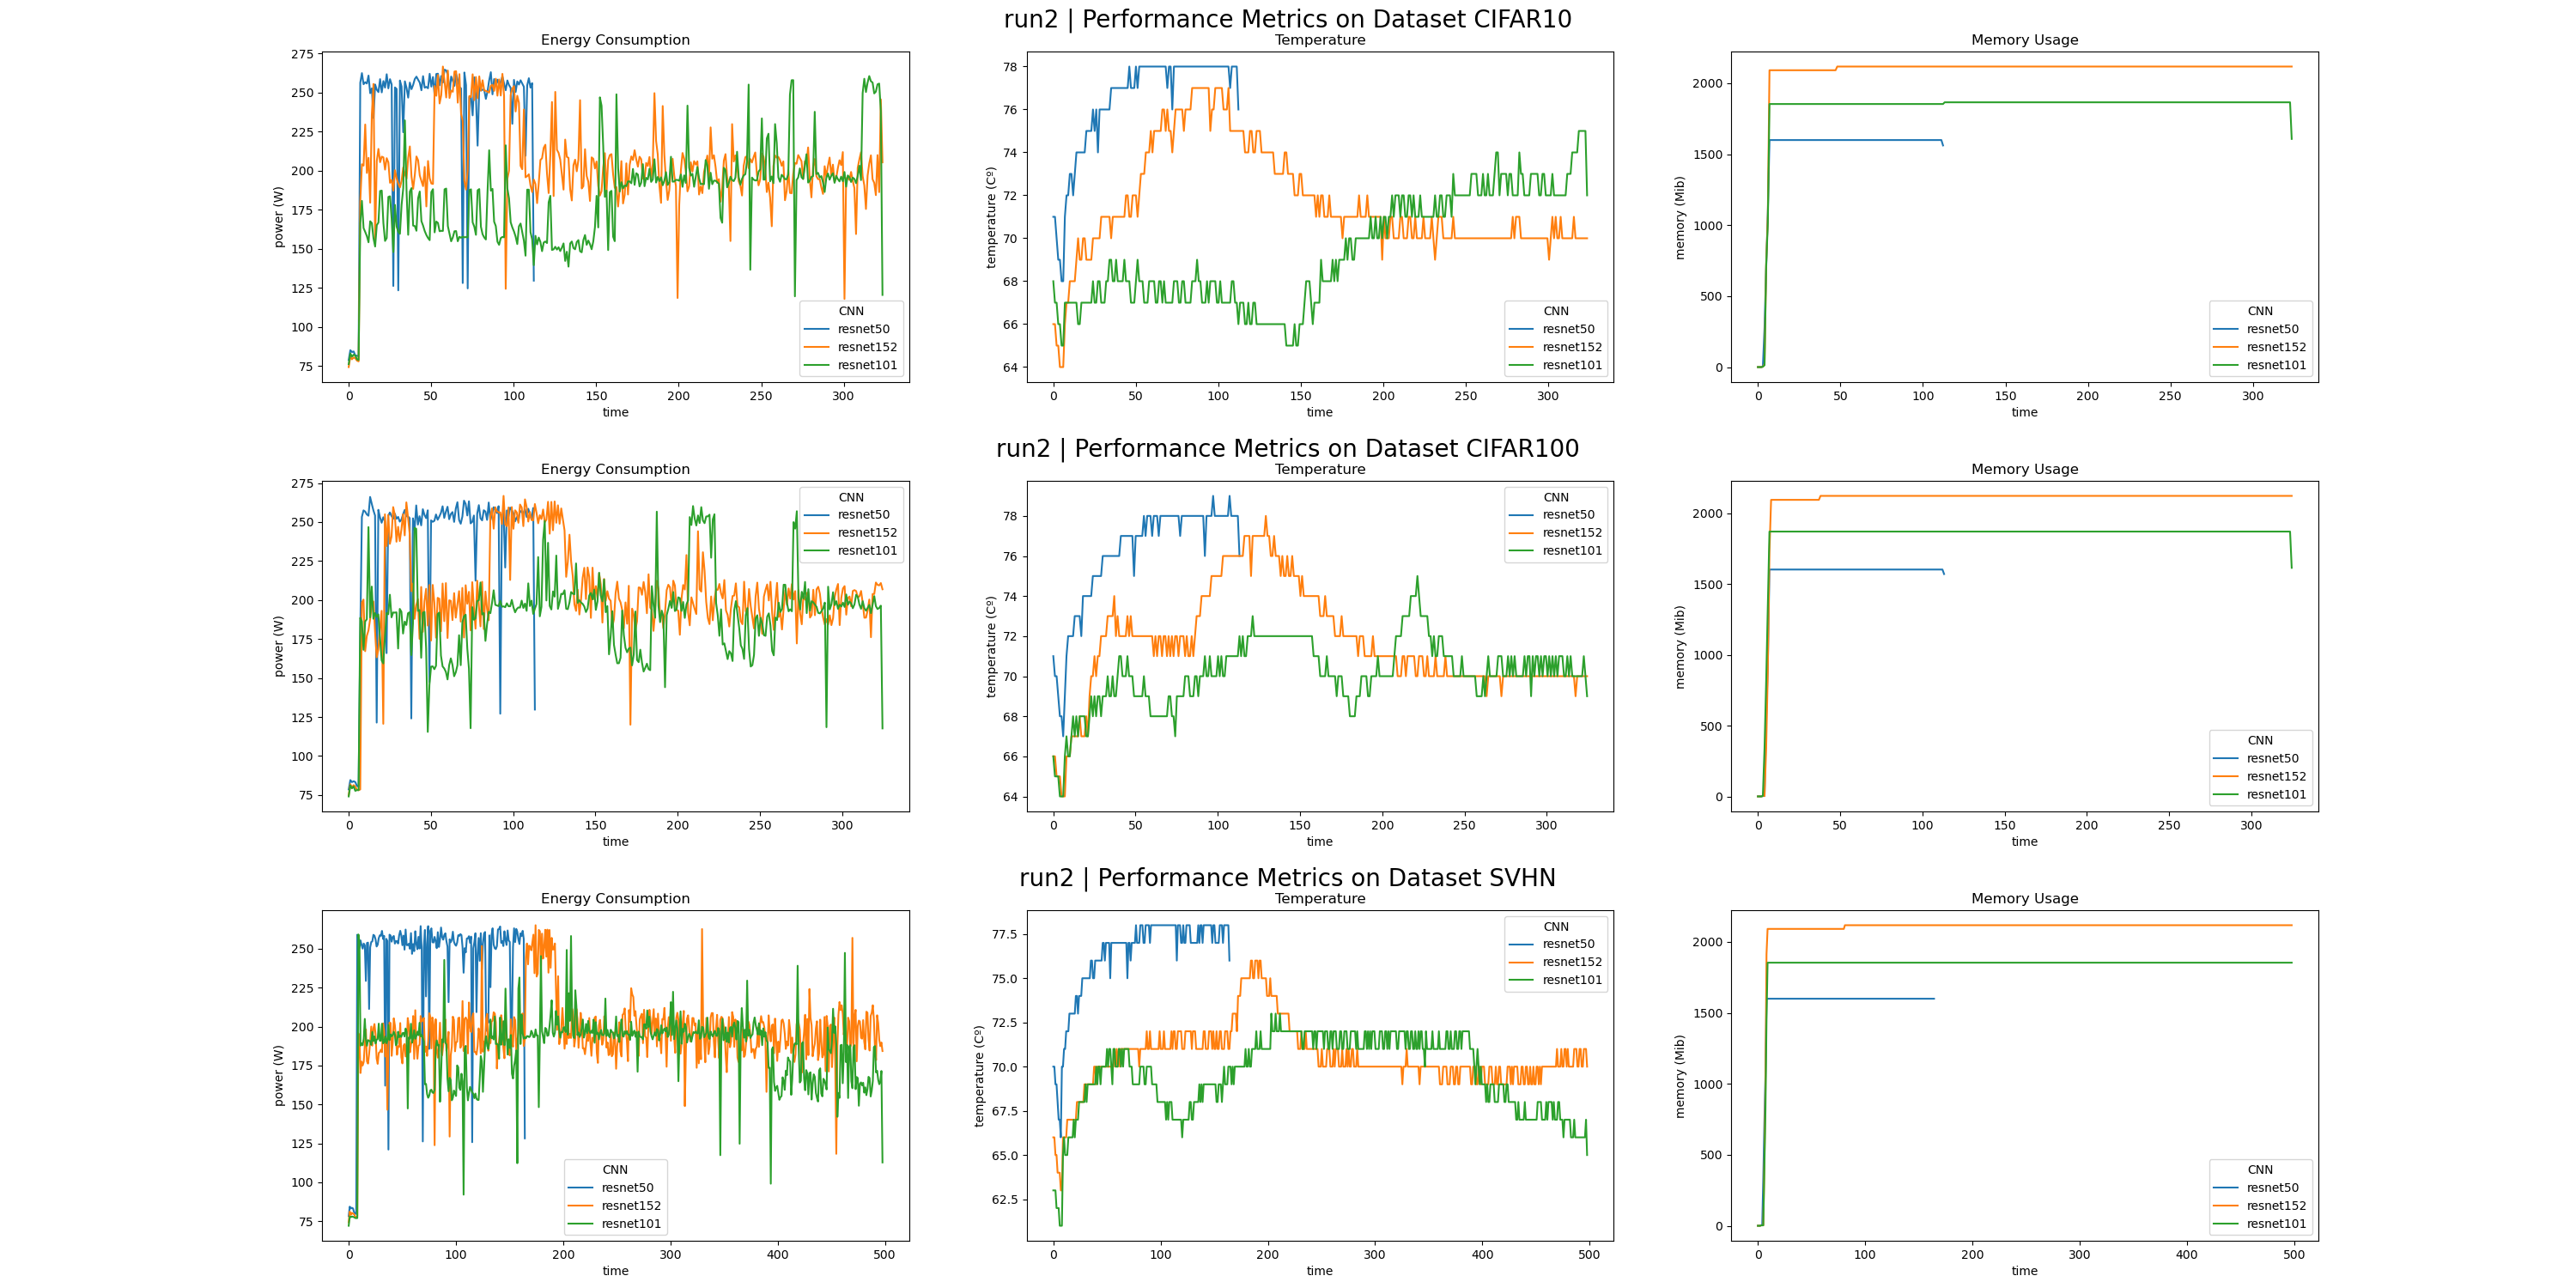 run2 | Performance Metrics on Dataset CIFAR10
Energy Consumption
275
250
225
200
175
150
125
100
75
power (W)
0 50 100 150 200 250 300
time
CNN
resnet50
resnet152
resnet101
Temperature
78
76
74
72
70
68
66
64
temperature (Cº)
0 50 100 150 200 250 300
time
CNN
resnet50
resnet152
resnet101
Memory Usage
2000
1500
1000
500
0
memory (Mib)
0 50 100 150 200 250 300
time
CNN
resnet50
resnet152
resnet101
run2 | Performance Metrics on Dataset CIFAR100
Energy Consumption
275
250
225
200
175
150
125
100
75
power (W)
0 50 100 150 200 250 300
time
CNN
resnet50
resnet152
resnet101
Temperature
78
76
74
72
70
68
66
64
temperature (Cº)
0 50 100 150 200 250 300
time
CNN
resnet50
resnet152
resnet101
Memory Usage
2000
1500
1000
500
0
memory (Mib)
0 50 100 150 200 250 300
time
CNN
resnet50
resnet152
resnet101
run2 | Performance Metrics on Dataset SVHN
Energy Consumption
250
225
200
175
150
125
100
75
power (W)
0 100 200 300 400 500
time
CNN
resnet50
resnet152
resnet101
Temperature
77.5
75.0
72.5
70.0
67.5
65.0
62.5
temperature (Cº)
0 100 200 300 400 500
time
CNN
resnet50
resnet152
resnet101
Memory Usage
2000
1500
1000
500
0
memory (Mib)
0 100 200 300 400 500
time
CNN
resnet50
resnet152
resnet101